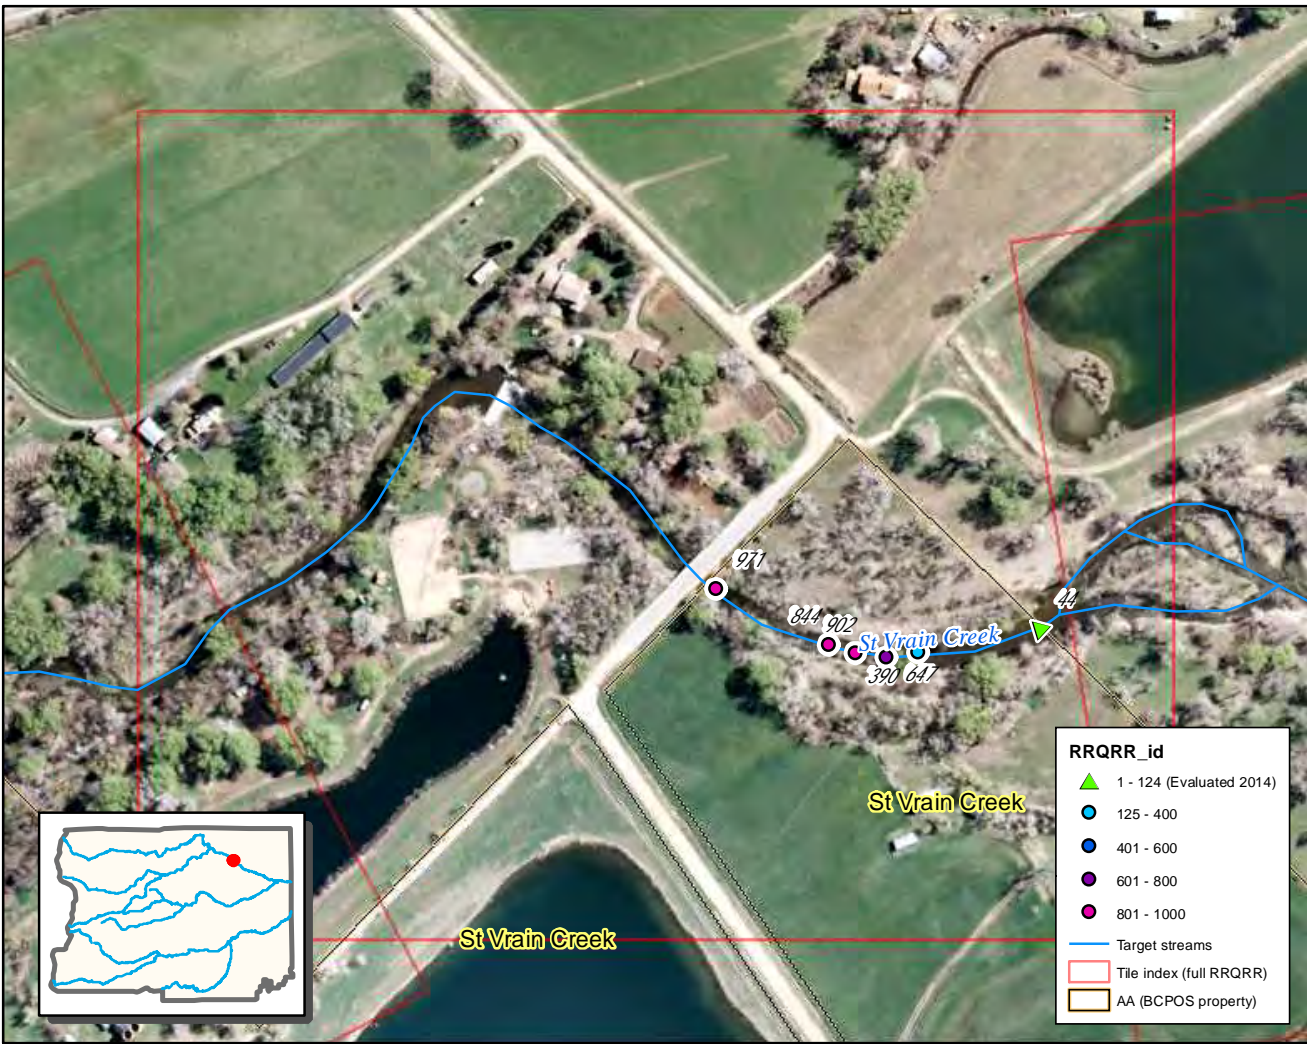 971
44
844
902
St Vrain Creek
390
641
St Vrain Creek
St Vrain Creek
RRQRR_id
1 - 124 (Evaluated 2014)
125 - 400
401 - 600
601 - 800
801 - 1000
Target streams
Tile index (full RRQRR)
AA (BCPOS property)